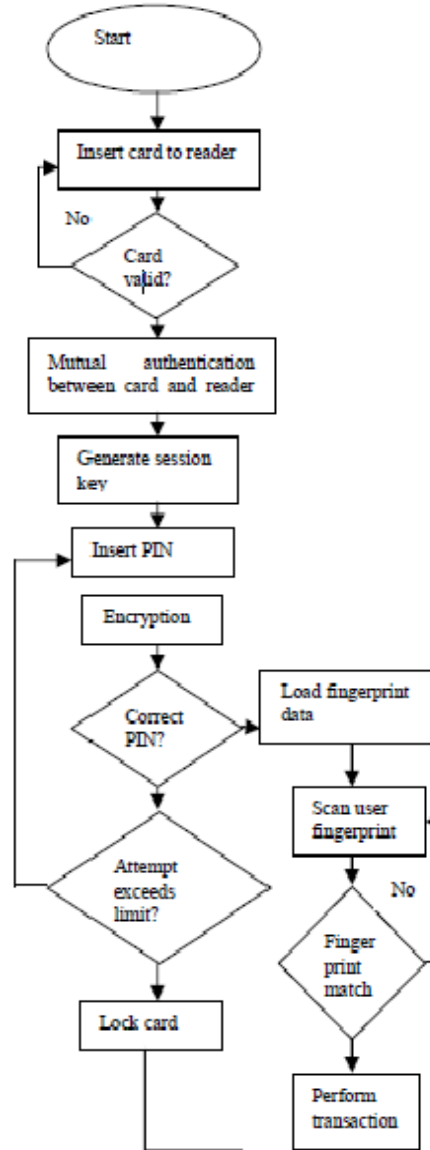 Start
Insert card to reader
No
Card
valid?
Mutual authentication
between card and reader
Generate session
key
Insert PIN
Encryption
Correct
PIN?
Load fingerprint
data
Scan user
fingerprint
No
Attempt
exceeds
limit?
Finger
print
match
Lock card
Perform
transaction